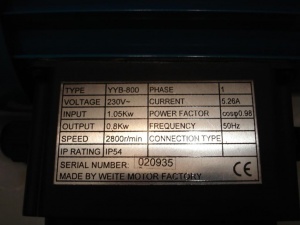 TYPE YYB-800 PHASE 1
VOLTAGE 230V~ CURRENT 5.26A
INPUT 1.05Kw POWER FACTOR cosφ0.98
OUTPUT 0.8Kw FREQUENCY 50Hz
SPEED 2800r/min CONNECTION TYPE
IP RATING IP54
SERIAL NUMBER: 020935
MADE BY WEITE MOTOR FACTORY CE